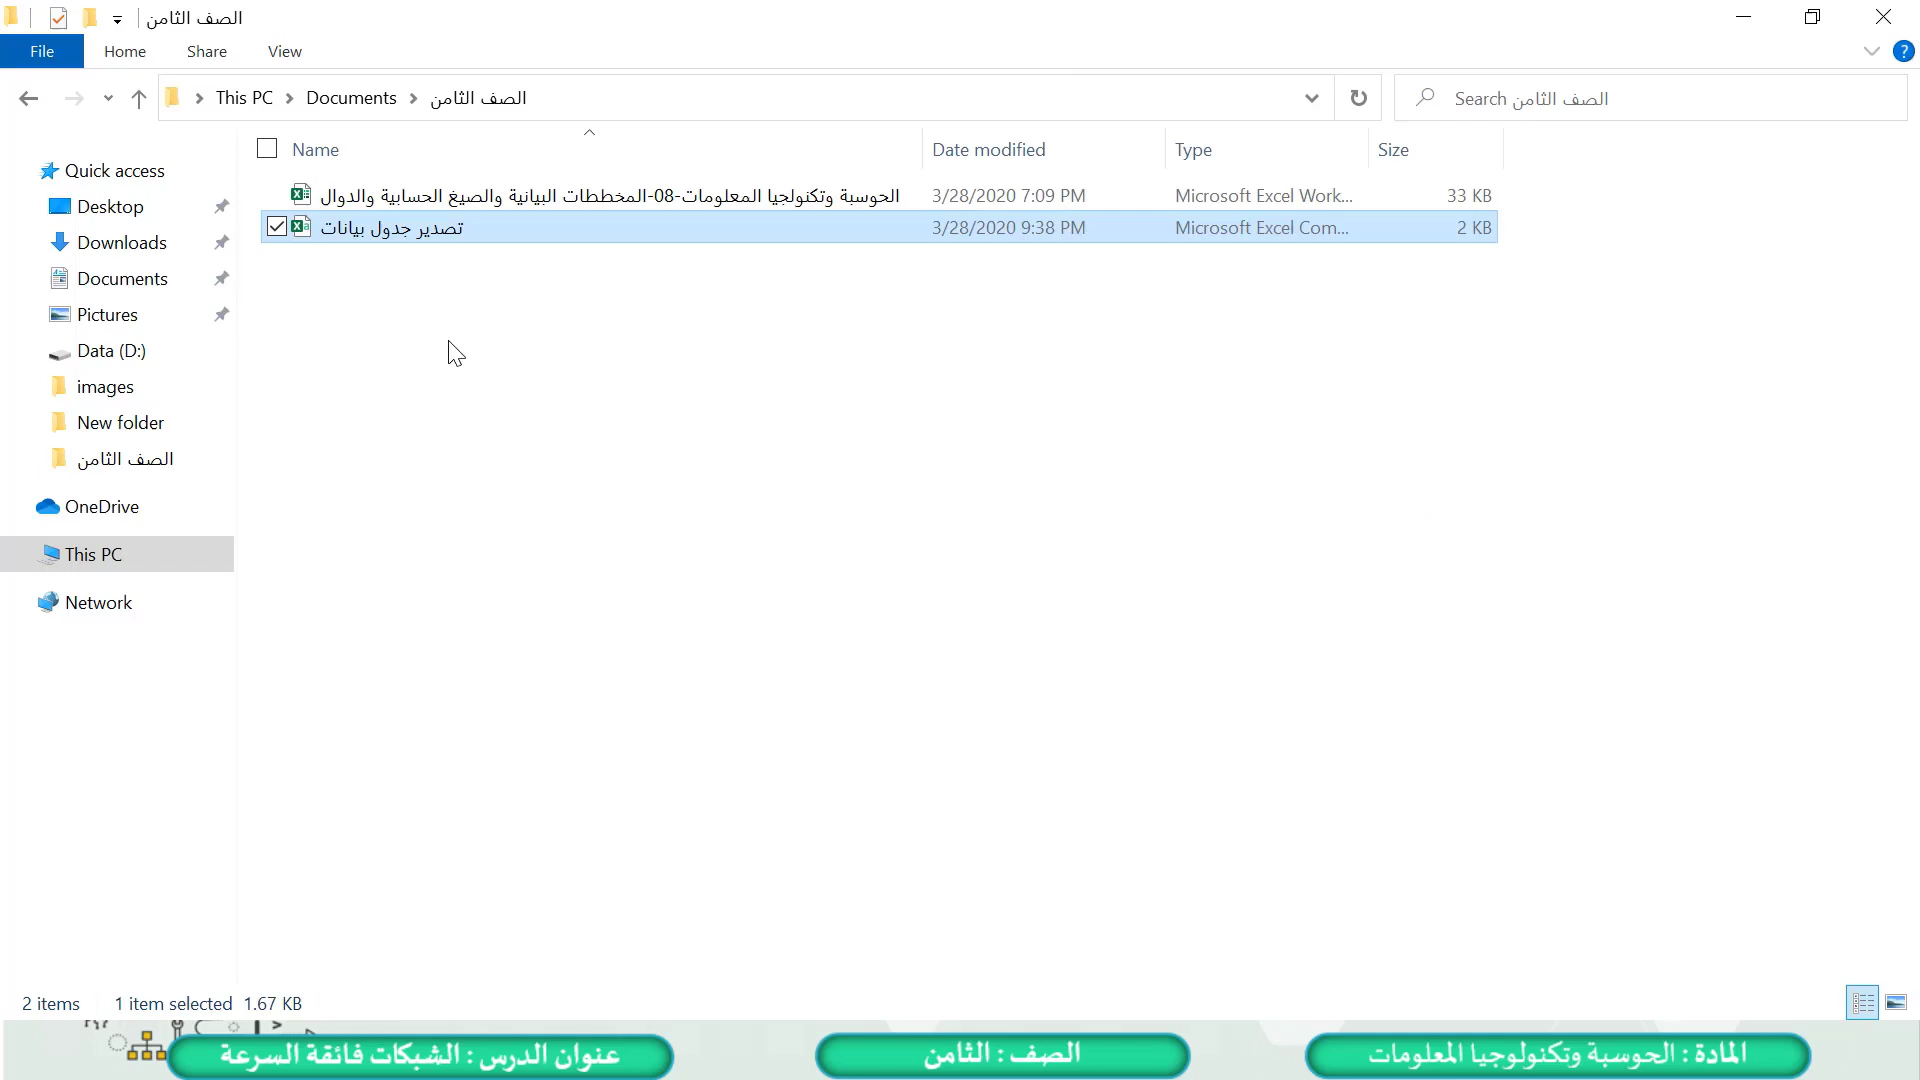 الصف الثامن
File Home Share View
This PC Documents الصف الثامن
Search الصف الثامن
Name Date modified Type Size
الحوسبة وتكنولجيا المعلومات-08-المخططات البيانية والصيغ الحسابية والدوال 3/28/2020 7:09 PM Microsoft Excel Work... 33 KB
تصدير جدول بيانات 3/28/2020 9:38 PM Microsoft Excel Com... 2 KB
Quick access
Desktop
Downloads
Documents
Pictures
Data (D:)
images
New folder
الصف الثامن
OneDrive
This PC
Network
2 items 1 item selected 1.67 KB
المادة : الحوسبة وتكنولوجيا المعلومات
الصف : الثامن
عنوان الدرس : الشبكات فائقة السرعة